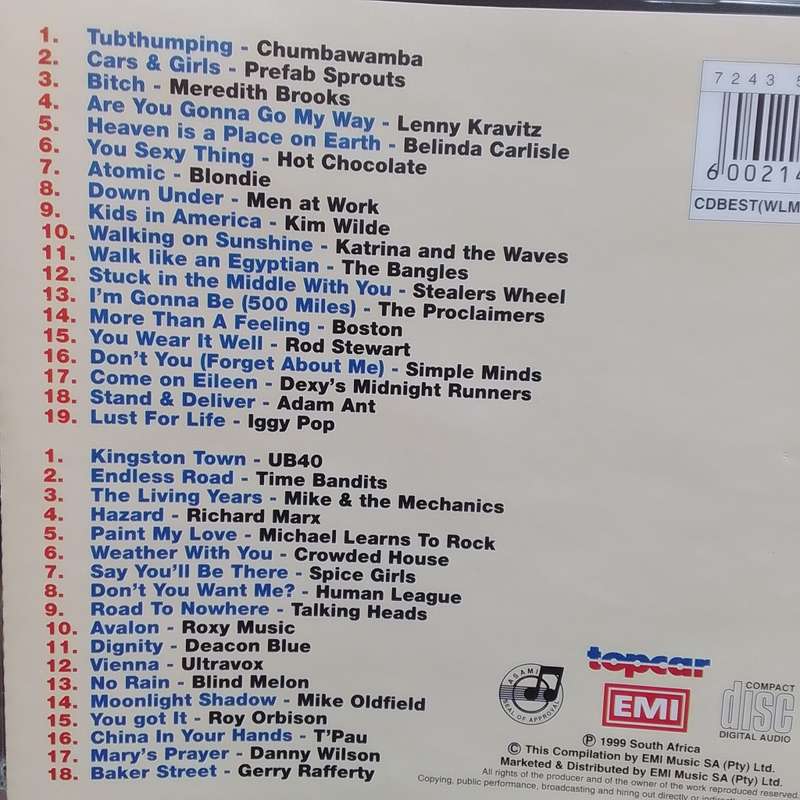 1. Tubthumping - Chumbawamba
2. Cars & Girls - Prefab Sprouts
3. Bitch - Meredith Brooks
4. Are You Gonna Go My Way - Lenny Kravitz
5. Heaven is a Place on Earth - Belinda Carlisle
6. You Sexy Thing - Hot Chocolate
7. Atomic - Blondie
8. Down Under - Men at Work
9. Kids in America - Kim Wilde
10. Walking on Sunshine - Katrina and the Waves
11. Walk like an Egyptian - The Bangles
12. Stuck in the Middle With You - Stealers Wheel
13. I'm Gonna Be (500 Miles) - The Proclaimers
14. More Than A Feeling - Boston
15. You Wear It Well - Rod Stewart
16. Don't You (Forget About Me) - Simple Minds
17. Come on Eileen - Dexy's Midnight Runners
18. Stand & Deliver - Adam Ant
19. Lust For Life - Iggy Pop
7243
6 00214
CDBEST(WLM
1. Kingston Town - UB40
2. Endless Road - Time Bandits
3. The Living Years - Mike & the Mechanics
4. Hazard - Richard Marx
5. Paint My Love - Michael Learns To Rock
6. Weather With You - Crowded House
7. Say You'll Be There - Spice Girls
8. Don't You Want Me? - Human League
9. Road To Nowhere - Talking Heads
10. Avalon - Roxy Music
11. Dignity - Deacon Blue
12. Vienna - Ultravox
13. No Rain - Blind Melon
14. Moonlight Shadow - Mike Oldfield
15. You got It - Roy Orbison
16. China In Your Hands - T'Pau
17. Mary's Prayer - Danny Wilson
18. Baker Street - Gerry Rafferty
ASAMI
SEAL OF APPROVAL
topcar
EMI
COMPACT
disc
DIGITAL AUDIO
℗ 1999 South Africa
© This Compilation by EMI Music SA (Pty) Ltd.
Marketed & Distributed by EMI Music SA (Pty) Ltd.
All rights of the producer and of the owner of the work reproduced reserved.
Copying, public performance, broadcasting and hiring out directly or indirect